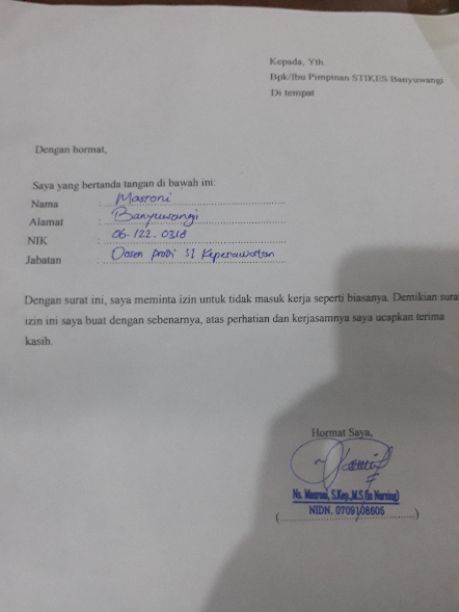 Kepada, Yth
Bpk/Ibu Pimpinan STIKES Banyuwangi
Di tempat
Dengan hormat,
Saya yang bertanda tangan di bawah ini:
Nama : Masroni
Alamat : Banyuwangi
NIK : 06.122.0318
Jabatan : Dosen prodi S1 Keperawatan
Dengan surat ini, saya meminta izin untuk tidak masuk kerja seperti biasanya. Demikian sura
izin ini saya buat dengan sebenarnya, atas perhatian dan kerjasamnya saya ucapkan terima
kasih.
Hormat Saya,
Ns. Masroni, S.Kep.,M.S.(in Nursing)
NIDN. 0709108605